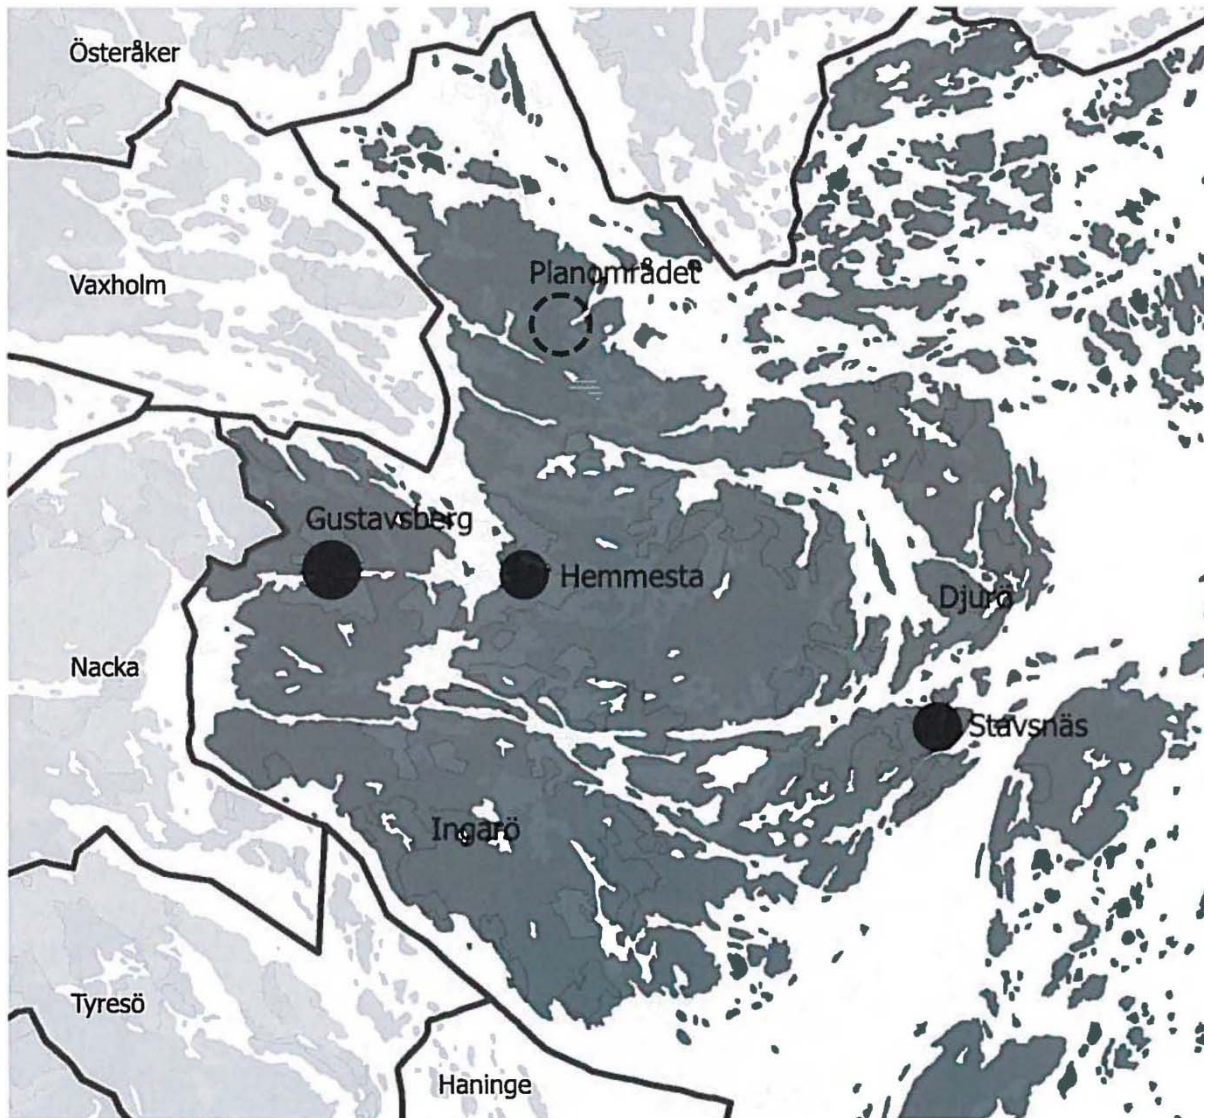 Österåker
Planområdet
Vaxholm
Gustavsberg
Hemmesta
Djurö
Nacka
Stavsnäs
Ingarö
Tyresö
Haninge